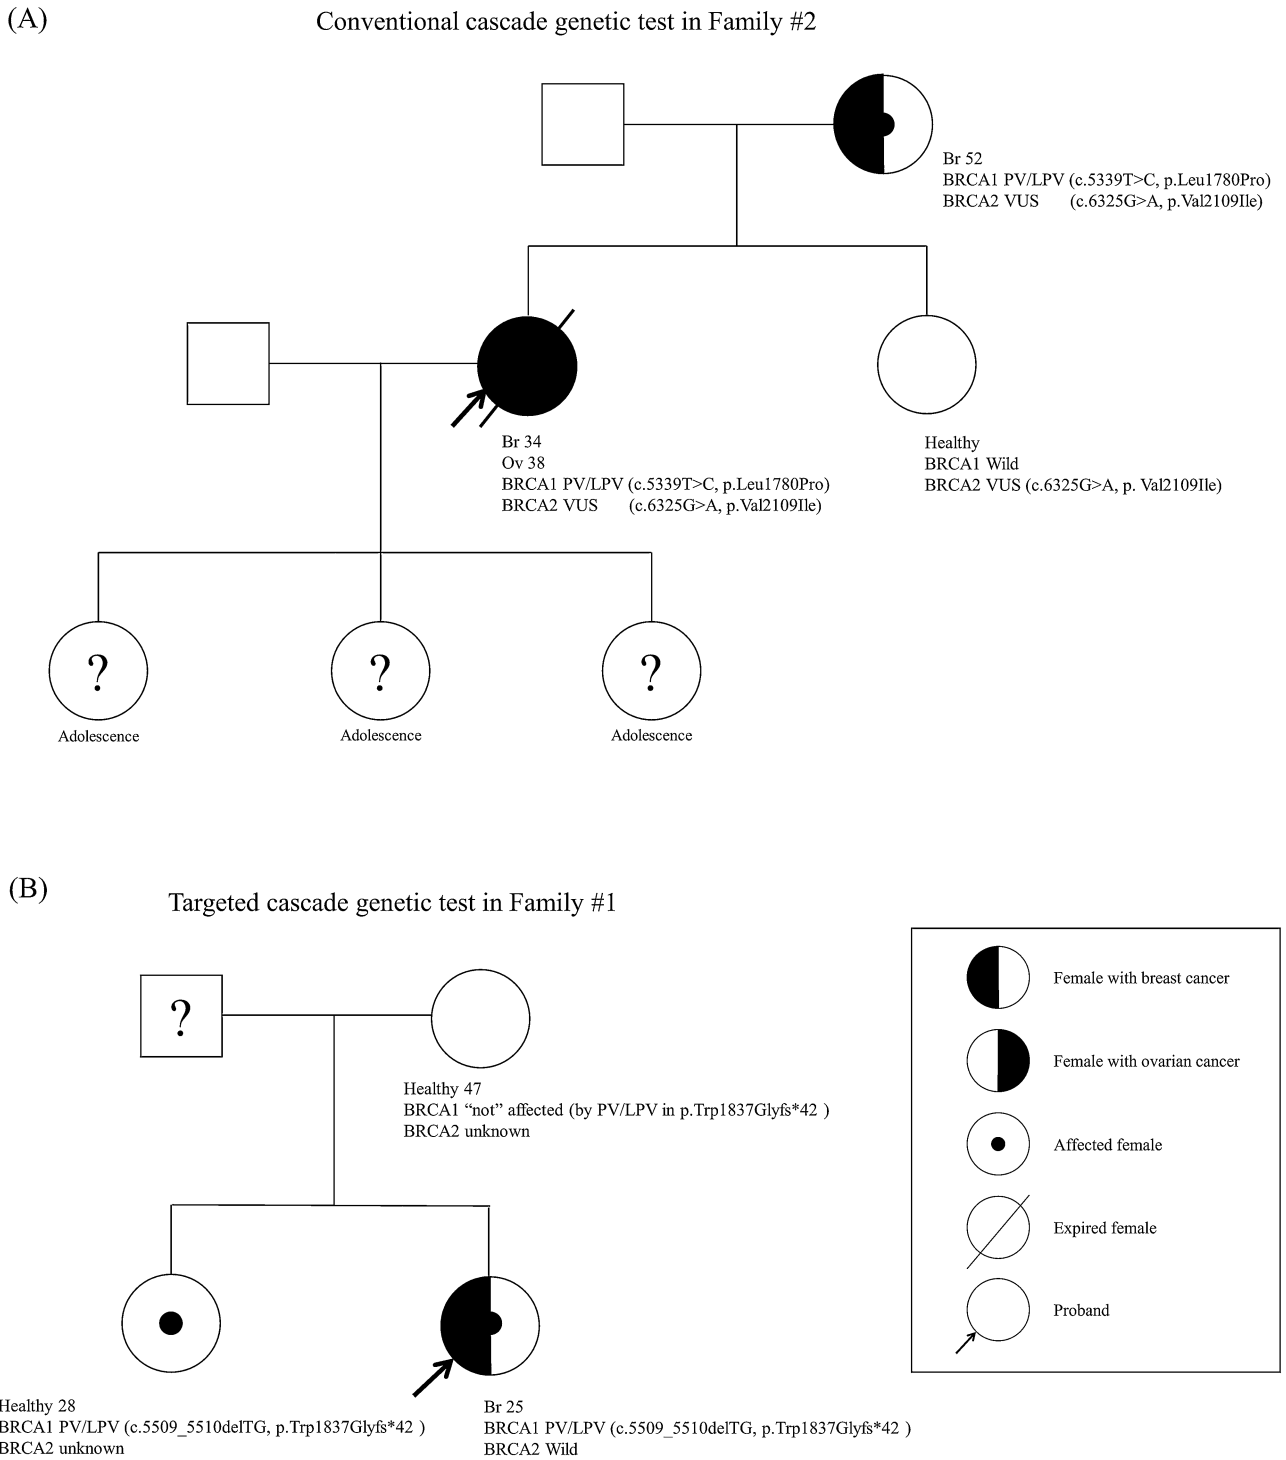 (A)
Conventional cascade genetic test in Family #2
Br 52
BRCA1 PV/LPV (c.5339T>C, p.Leu1780Pro)
BRCA2 VUS (c.6325G>A, p.Val2109Ile)
Br 34
Ov 38
BRCA1 PV/LPV (c.5339T>C, p.Leu1780Pro)
BRCA2 VUS (c.6325G>A, p.Val2109Ile)
Healthy
BRCA1 Wild
BRCA2 VUS (c.6325G>A, p. Val2109Ile)
?
?
?
Adolescence
Adolescence
Adolescence
(B)
Targeted cascade genetic test in Family #1
?
Healthy 47
BRCA1 “not” affected (by PV/LPV in p.Trp1837Glyfs*42 )
BRCA2 unknown
Healthy 28
BRCA1 PV/LPV (c.5509_5510delTG, p.Trp1837Glyfs*42 )
BRCA2 unknown
Br 25
BRCA1 PV/LPV (c.5509_5510delTG, p.Trp1837Glyfs*42 )
BRCA2 Wild
Female with breast cancer
Female with ovarian cancer
Affected female
Expired female
Proband